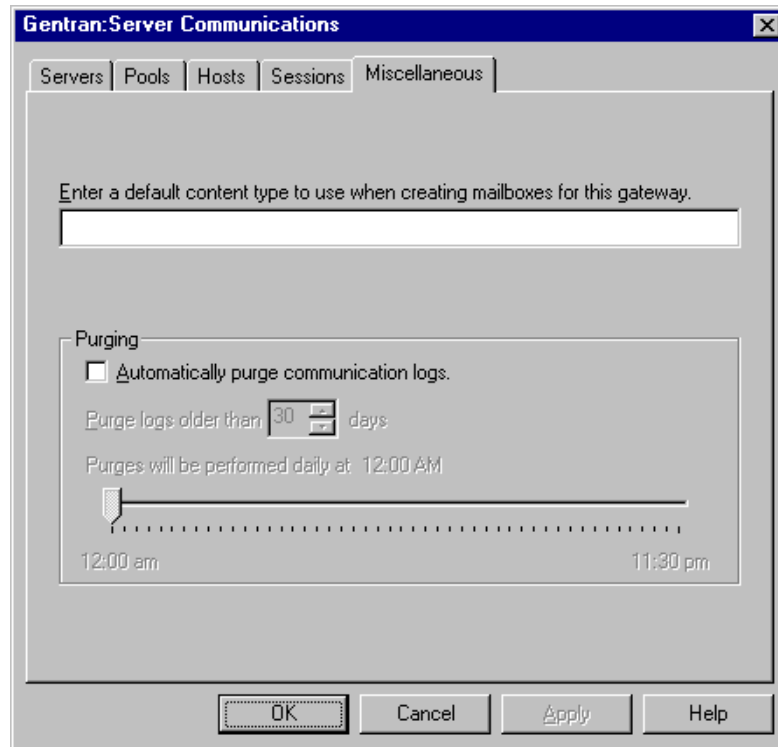 Gentran:Server Communications
Servers Pools Hosts Sessions Miscellaneous
Enter a default content type to use when creating mailboxes for this gateway.
Purging
Automatically purge communication logs.
Purge logs older than 30 days
Purges will be performed daily at 12:00 AM
12:00 am 11:30 pm
OK Cancel Apply Help